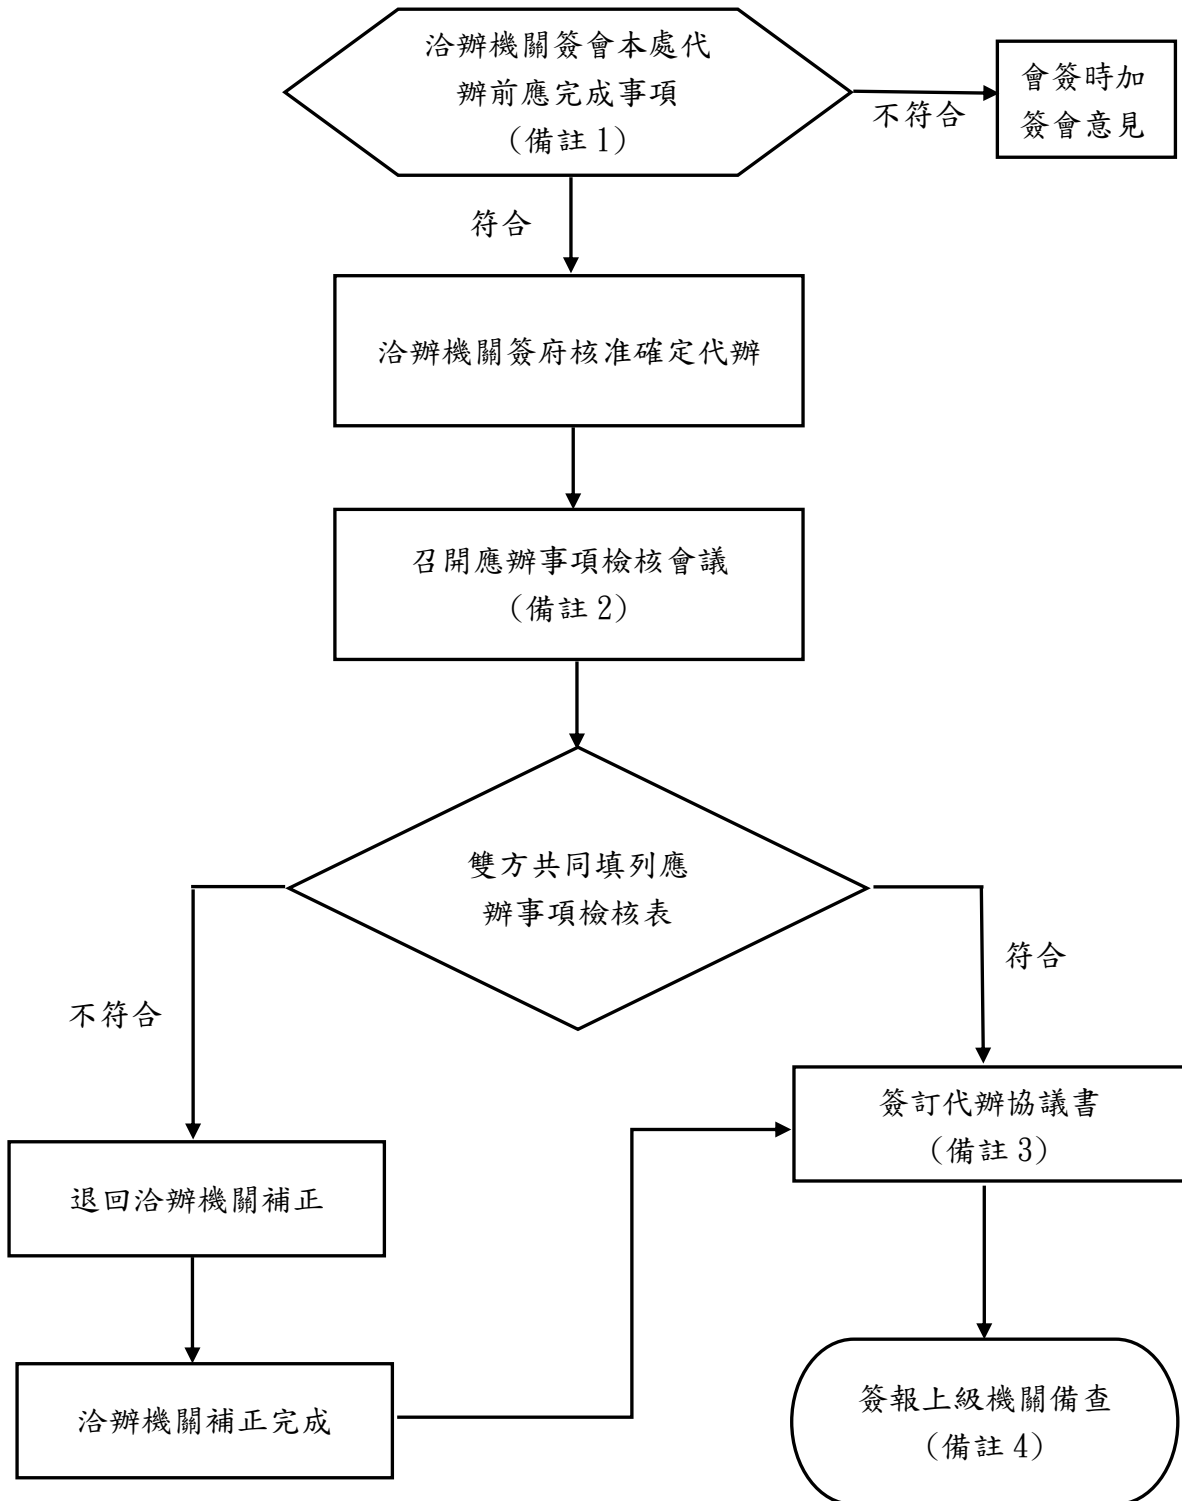 洽辦機關簽會本處代
辦前應完成事項
(備註 1)
會簽時加
簽會意見
不符合
符合
洽辦機關簽府核准確定代辦
召開應辦事項檢核會議
(備註 2)
雙方共同填列應
辦事項檢核表
符合
不符合
簽訂代辦協議書
(備註 3)
退回洽辦機關補正
簽報上級機關備查
(備註 4)
洽辦機關補正完成